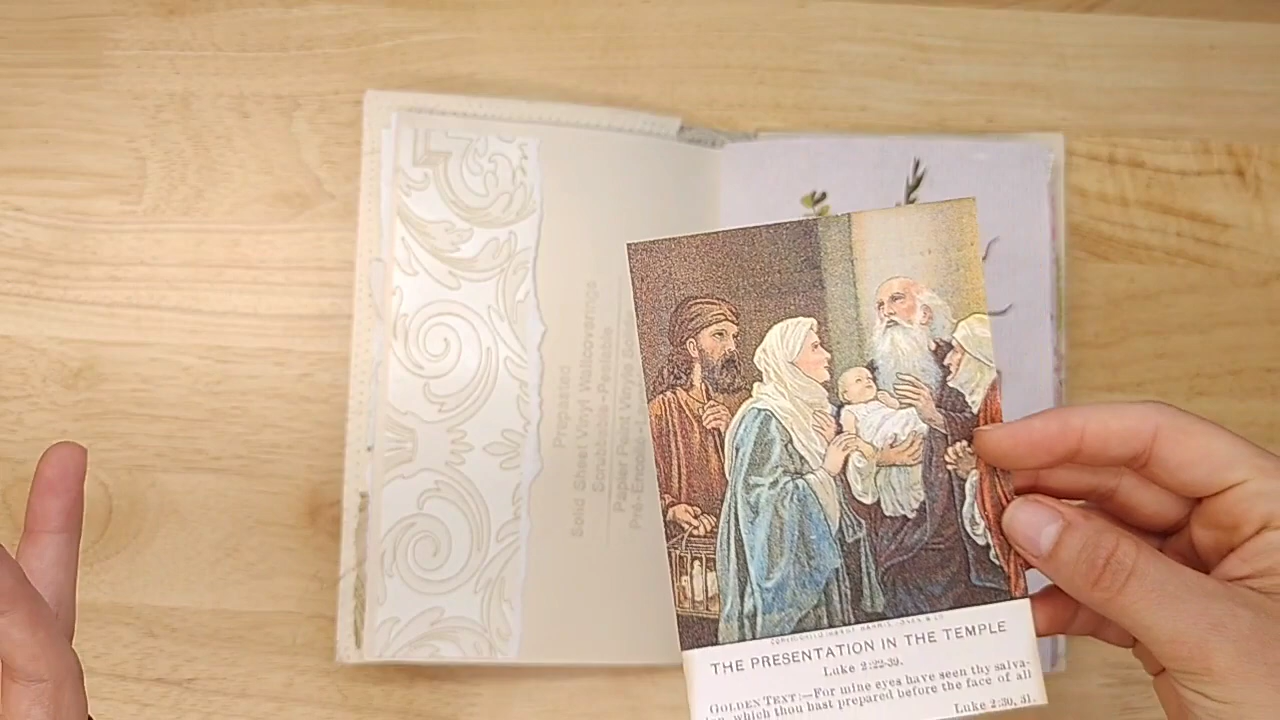 Prepasted
Solid Sheet Vinyl Wallcoverings
Scrubbable-Peelable
Paper Peint Vinyle
Pré-Encollé
THE PRESENTATION IN THE TEMPLE
Luke 2:22-39.
GOLDEN TEXT:—For mine eyes have seen thy salva-
which thou hast prepared before the face of all
Luke 2:30, 31.